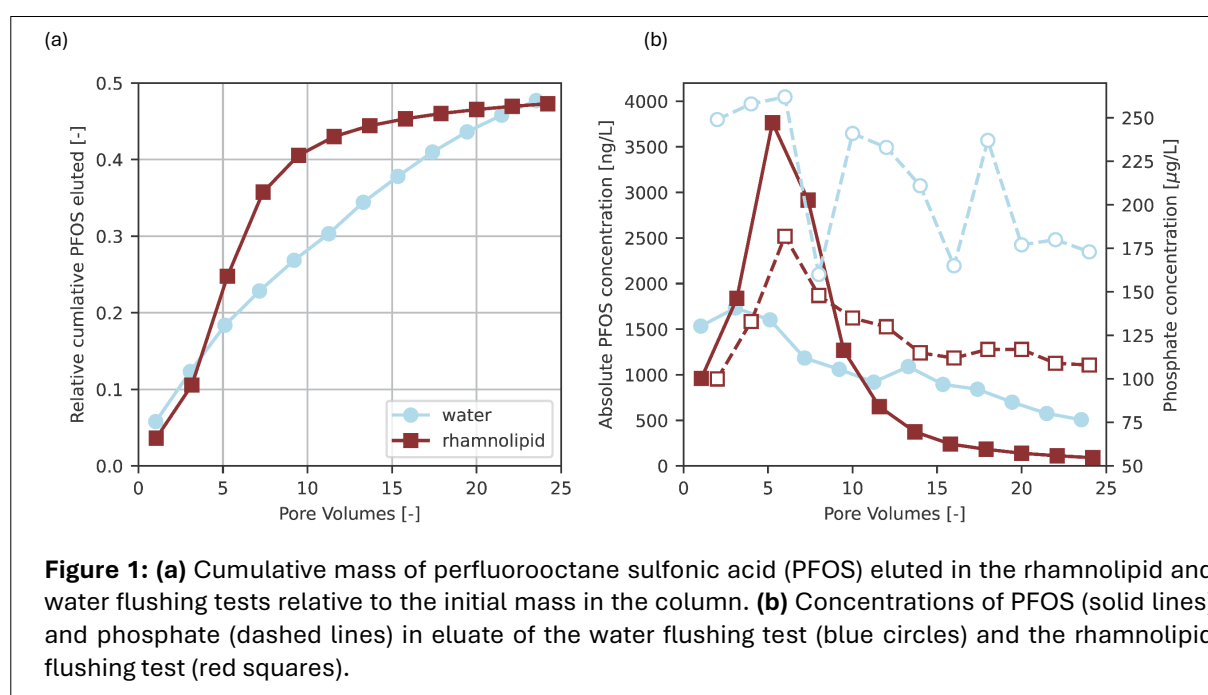 (a)
(b)
0.5
0.4
0.3
0.2
0.1
0.0
Relative cumlative PFOS eluted [-]
0
5
10
15
20
25
Pore Volumes [-]
water
rhamnolipid
4000
3500
3000
2500
2000
1500
1000
500
0
Absolute PFOS concentration [ng/L]
0
5
10
15
20
25
Pore Volumes [-]
250
225
200
175
150
125
100
75
50
Phosphate concentration [µg/L]
Figure 1: (a) Cumulative mass of perfluorooctane sulfonic acid (PFOS) eluted in the rhamnolipid and
water flushing tests relative to the initial mass in the column. (b) Concentrations of PFOS (solid lines)
and phosphate (dashed lines) in eluate of the water flushing test (blue circles) and the rhamnolipid
flushing test (red squares).